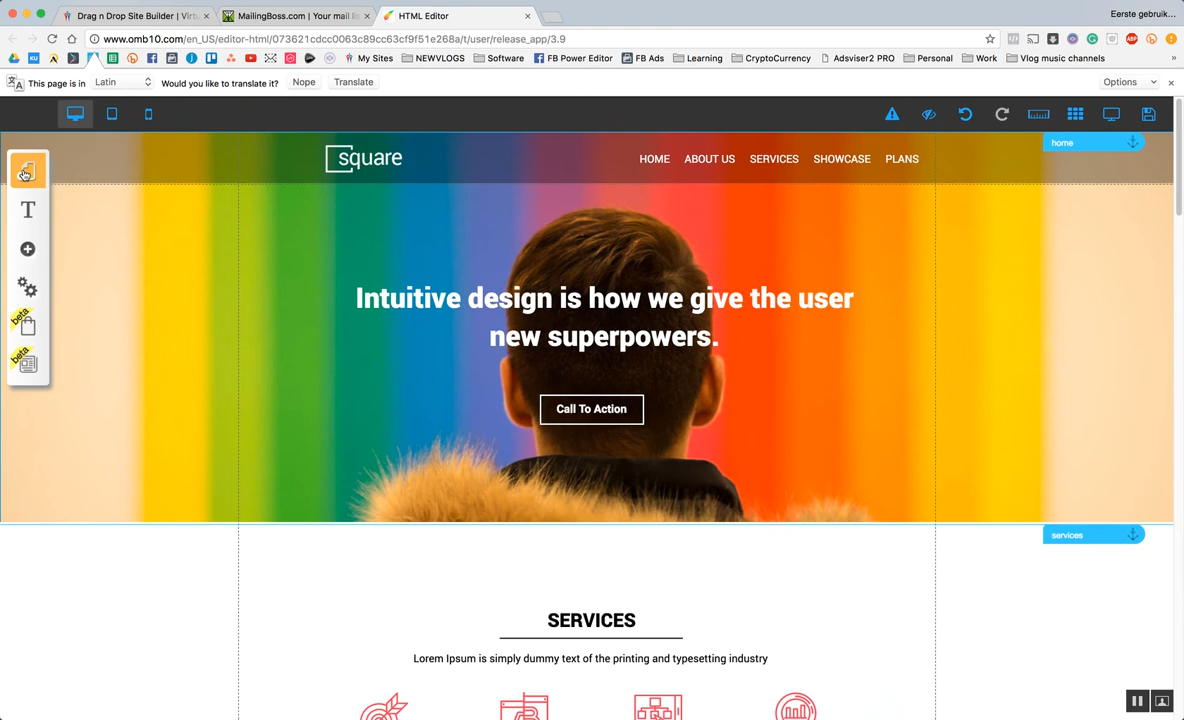 Drag n Drop Site Builder | Virtu
MailingBoss.com | Your mail lis
HTML Editor
Eerste gebruik...
www.omb10.com/en_US/editor-html/073621cdcc0063c89cc63cf9f51e268a/t/user/release_app/3.9
ABP
KU
My Sites
NEWVLOGS
Software
FB Power Editor
FB Ads
Learning
CryptoCurrency
Adsviser2 PRO
Personal
Work
Vlog music channels
»
This page is in
Latin
Would you like to translate it?
Nope
Translate
Options
square
HOME
ABOUT US
SERVICES
SHOWCASE
PLANS
home
T
beta
beta
Intuitive design is how we give the user
new superpowers.
Call To Action
services
SERVICES
Lorem Ipsum is simply dummy text of the printing and typesetting industry